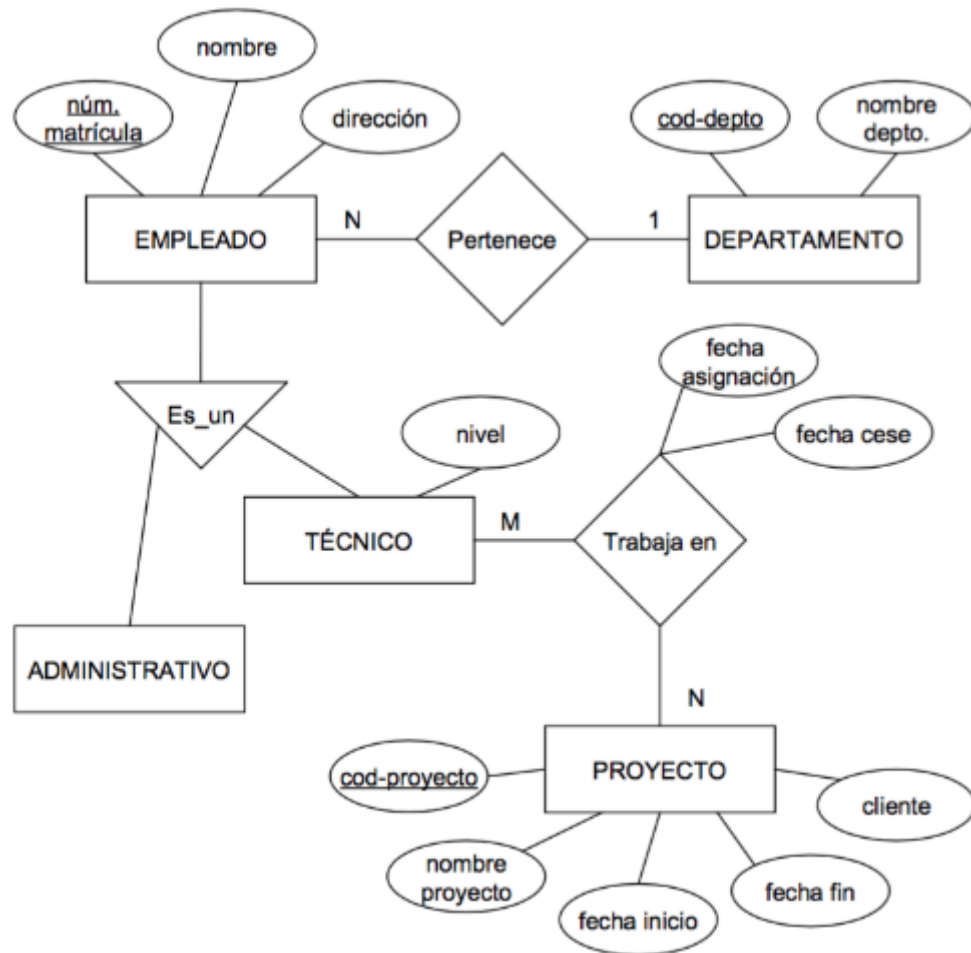 nombre
núm.
matrícula
dirección
cod-depto
nombre
depto.
EMPLEADO
N
Pertenece
1
DEPARTAMENTO
Es_un
fecha
asignación
nivel
fecha cese
TÉCNICO
M
Trabaja en
ADMINISTRATIVO
N
cod-proyecto
PROYECTO
cliente
nombre
proyecto
fecha inicio
fecha fin